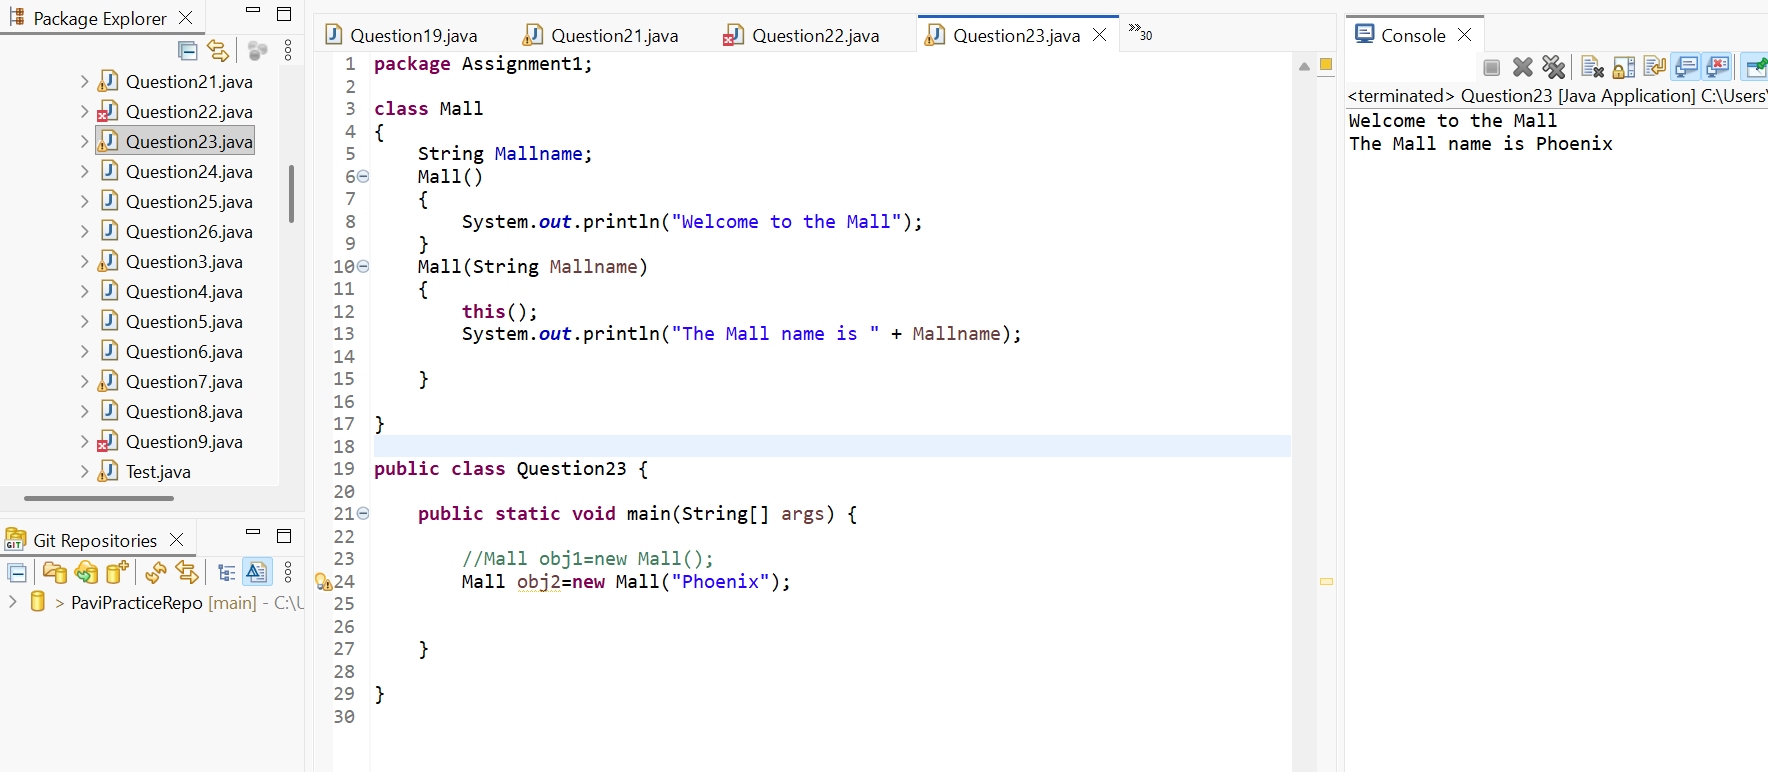 Package Explorer
Question21.java
Question22.java
Question23.java
Question24.java
Question25.java
Question26.java
Question3.java
Question4.java
Question5.java
Question6.java
Question7.java
Question8.java
Question9.java
Test.java
GIT Git Repositories
> PaviPracticeRepo [main] - C:\U
Question19.java Question21.java Question22.java Question23.java »30
1 package Assignment1;
2
3 class Mall
4 {
5 String Mallname;
6 Mall()
7 {
8 System.out.println("Welcome to the Mall");
9 }
10 Mall(String Mallname)
11 {
12 this();
13 System.out.println("The Mall name is " + Mallname);
14
15 }
16
17 }
18
19 public class Question23 {
20
21 public static void main(String[] args) {
22
23 //Mall obj1=new Mall();
24 Mall obj2=new Mall("Phoenix");
25
26
27 }
28
29 }
30
Console
<terminated> Question23 [Java Application] C:\Users\
Welcome to the Mall
The Mall name is Phoenix